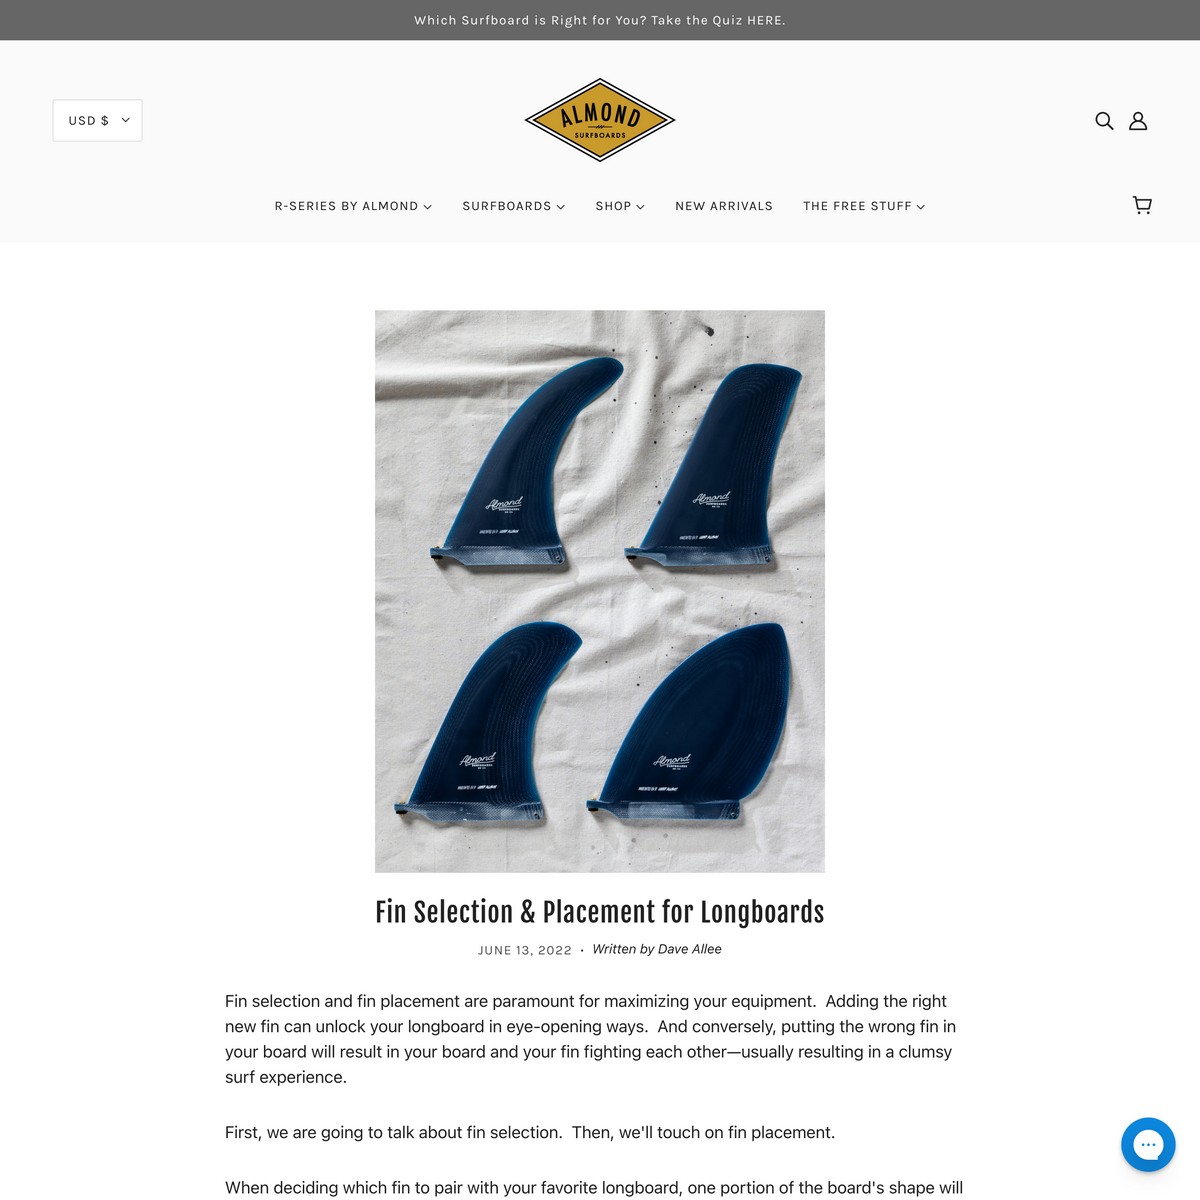 Which Surfboard is Right for You? Take the Quiz HERE.
USD $
ALMOND
SURFBOARDS
R-SERIES BY ALMOND
SURFBOARDS
SHOP
NEW ARRIVALS
THE FREE STUFF
Almond
SURFBOARDS
Almond
SURFBOARDS
Almond
SURFBOARDS
Almond
SURFBOARDS
Fin Selection & Placement for Longboards
JUNE 13, 2022 · Written by Dave Allee
Fin selection and fin placement are paramount for maximizing your equipment.  Adding the right
new fin can unlock your longboard in eye-opening ways.  And conversely, putting the wrong fin in
your board will result in your board and your fin fighting each other—usually resulting in a clumsy
surf experience.
First, we are going to talk about fin selection.  Then, we'll touch on fin placement.
When deciding which fin to pair with your favorite longboard, one portion of the board's shape will